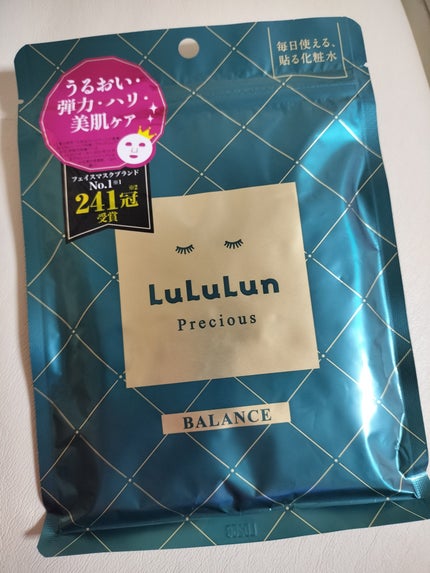 毎日使える、
貼る化粧水
うるおい・
弾力・ハリ・
美肌ケア
フェイスマスクブランド
No.1※1
241冠※2
受賞
LuLuLun
Precious
BALANCE